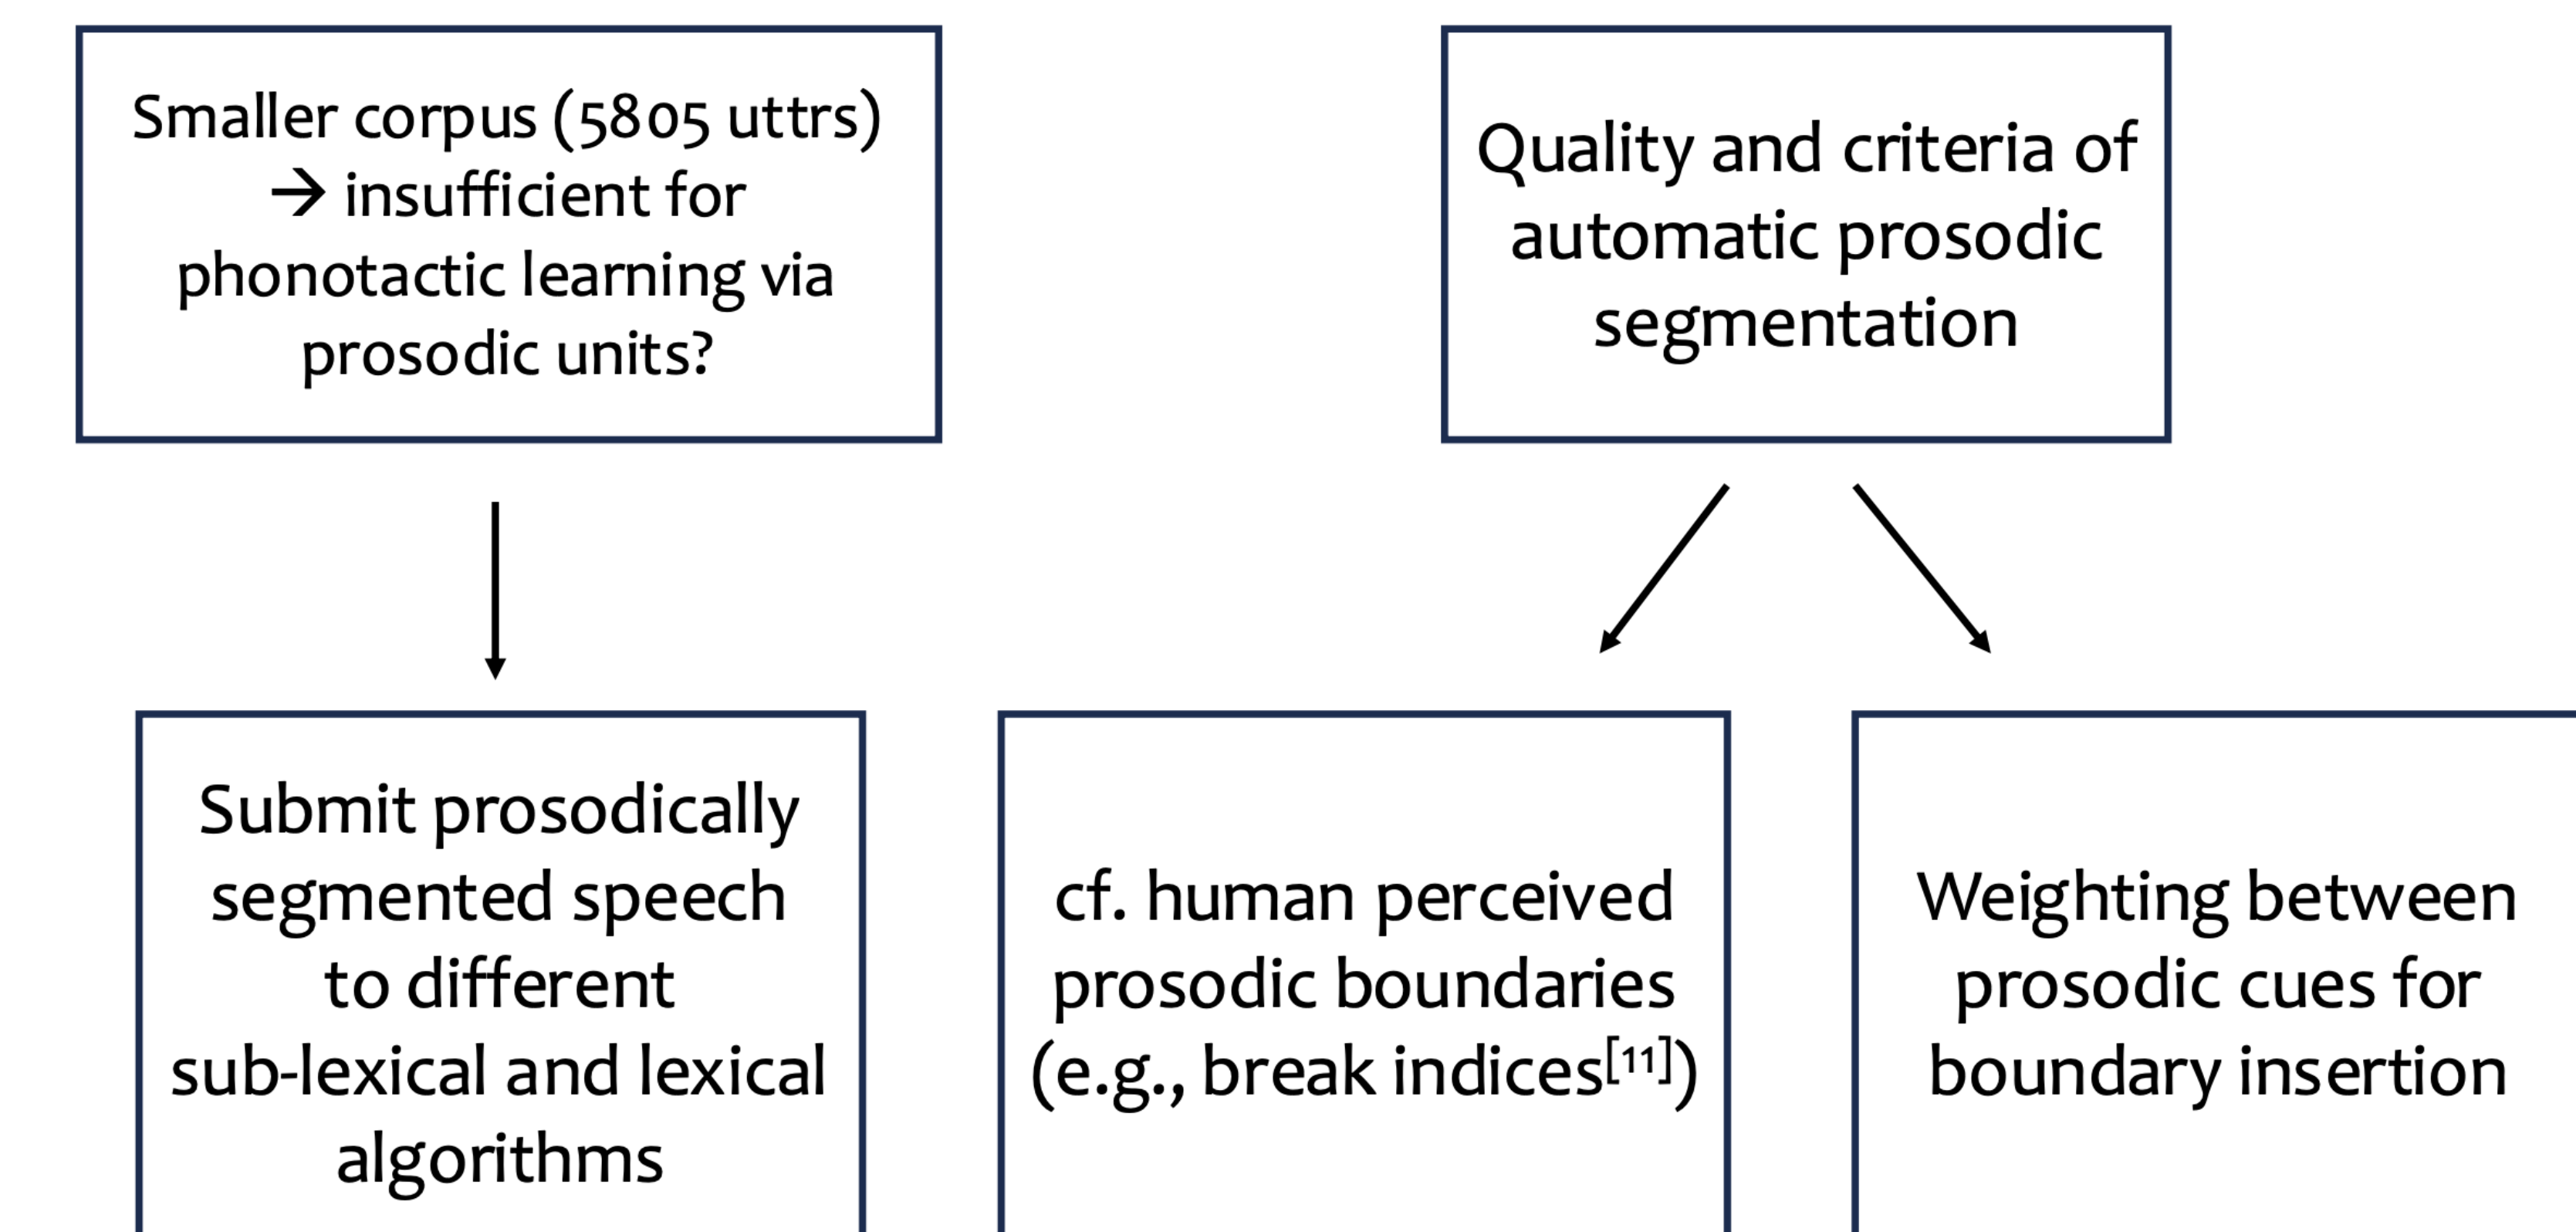 Smaller corpus (5805 uttrs)
→ insufficient for
phonotactic learning via
prosodic units?
Quality and criteria of
automatic prosodic
segmentation
Submit prosodically
segmented speech
to different
sub-lexical and lexical
algorithms
cf. human perceived
prosodic boundaries
(e.g., break indices[11])
Weighting between
prosodic cues for
boundary insertion